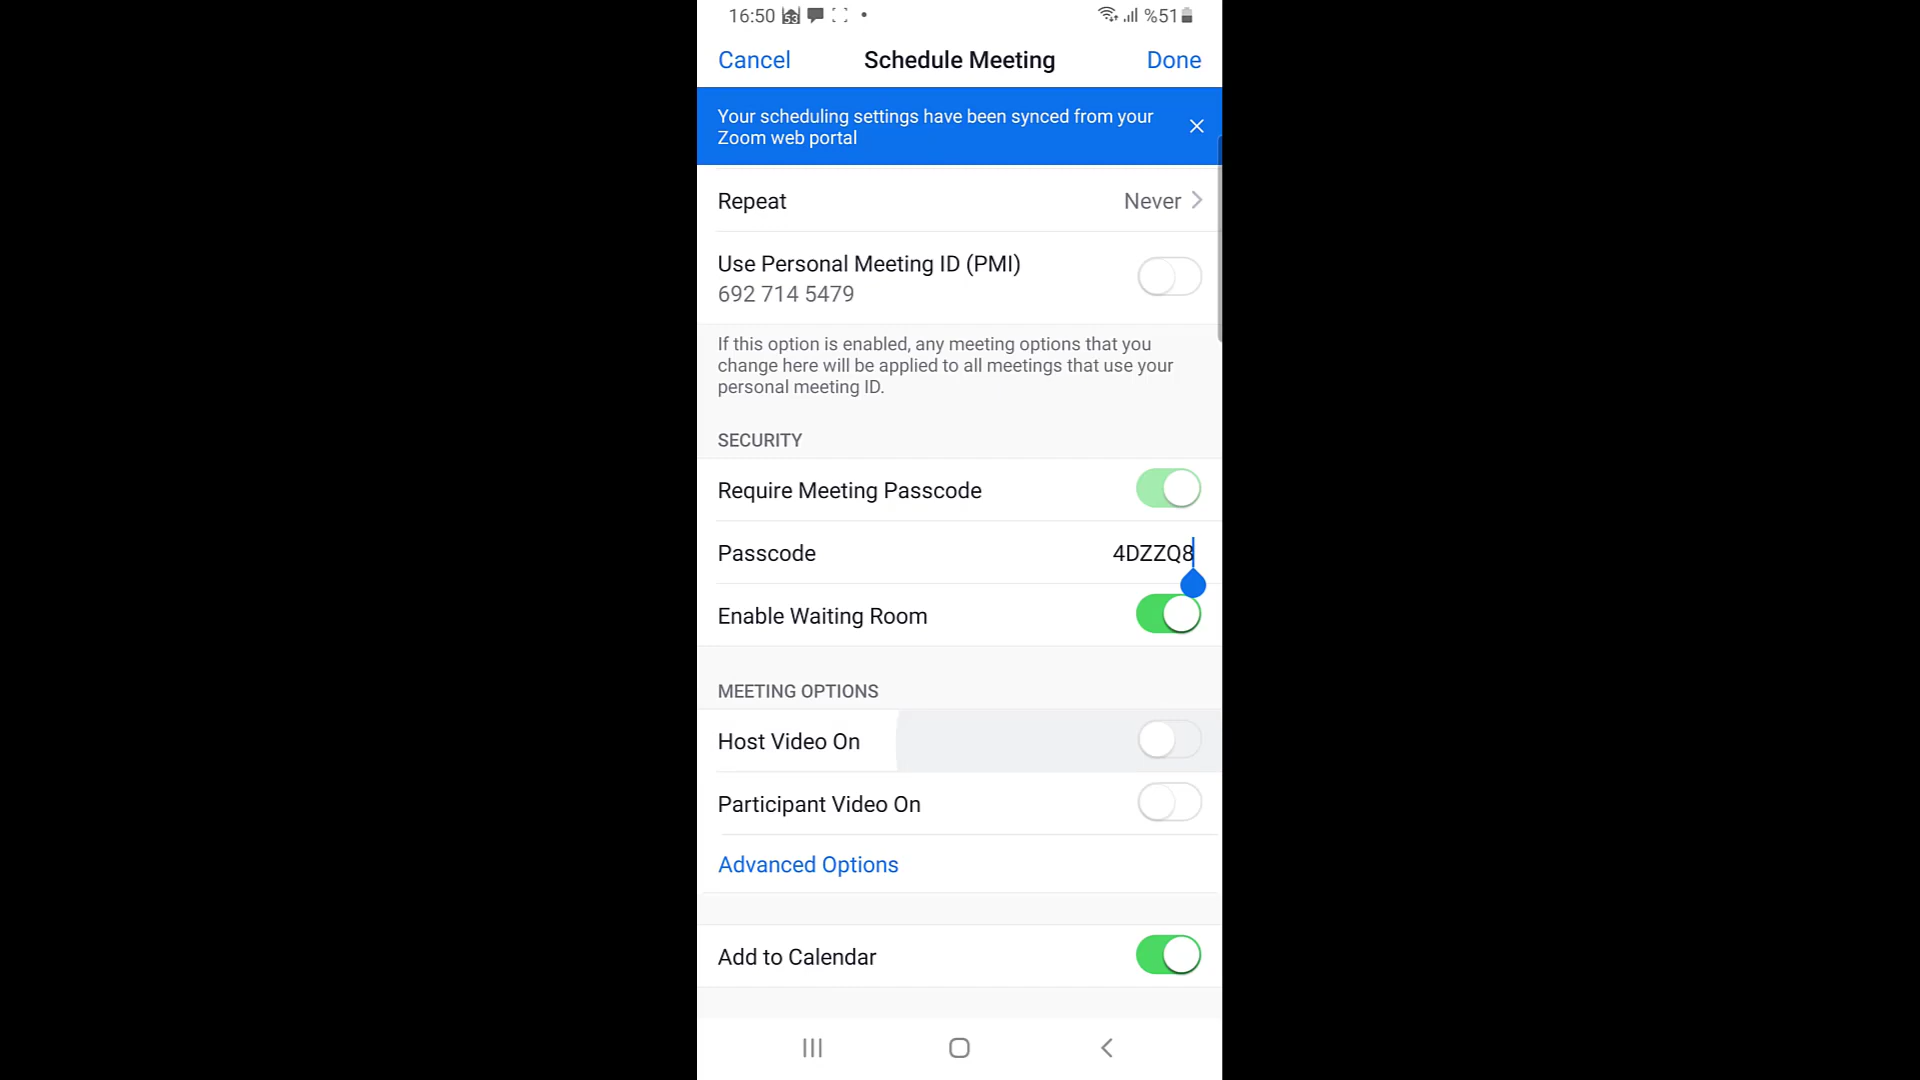 16:50 53 %51
Cancel Schedule Meeting Done
Your scheduling settings have been synced from your
Zoom web portal
Repeat Never
Use Personal Meeting ID (PMI)
692 714 5479
If this option is enabled, any meeting options that you
change here will be applied to all meetings that use your
personal meeting ID.
SECURITY
Require Meeting Passcode
Passcode 4DZZQ8
Enable Waiting Room
MEETING OPTIONS
Host Video On
Participant Video On
Advanced Options
Add to Calendar